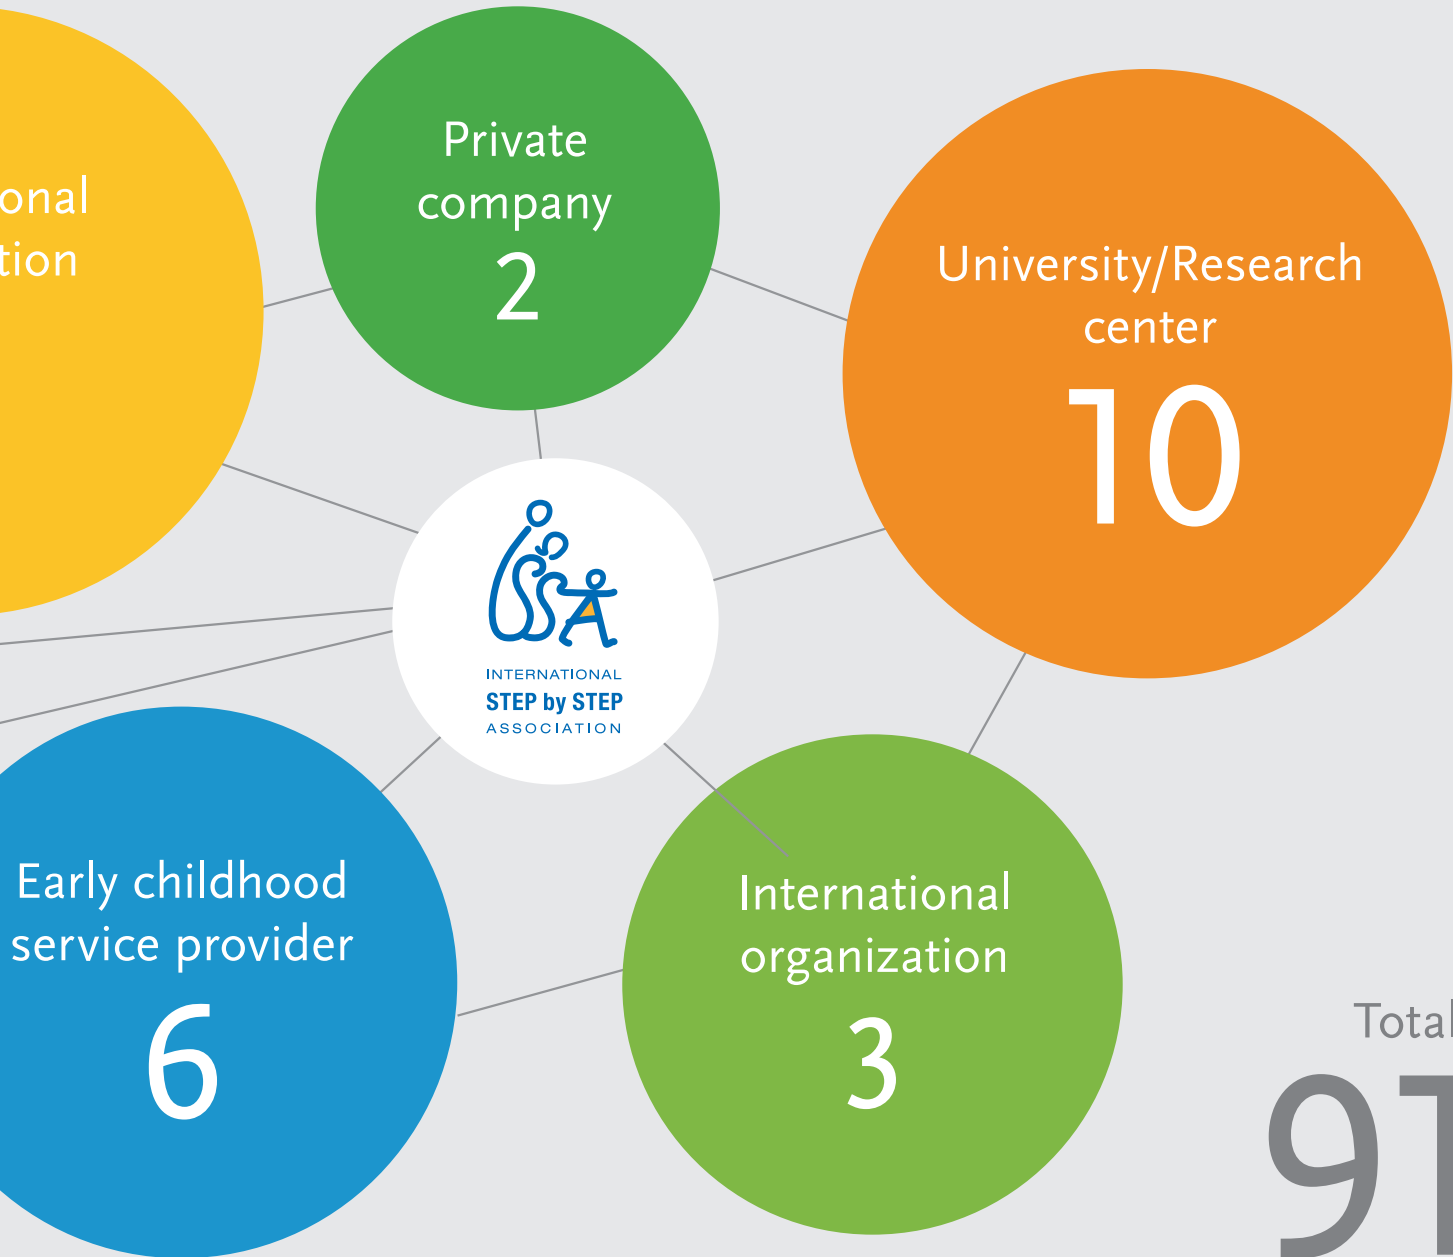 Private
company
2
onal
tion
University/Research
center
10
INTERNATIONAL
STEP by STEP
ASSOCIATION
Early childhood
service provider
6
International
organization
3
Total
91